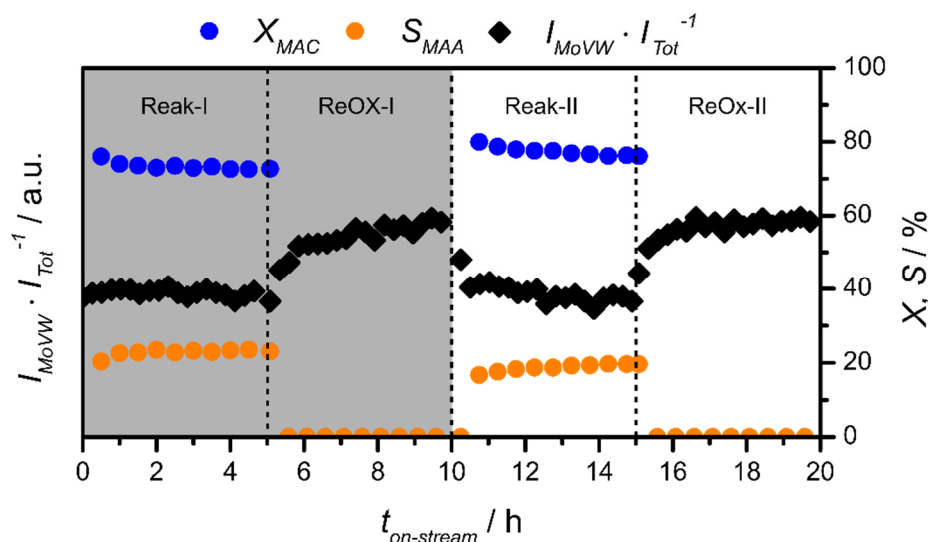 X_MAC S_MAA I_MoVW · I_Tot^-1
Reak-I ReOX-I Reak-II ReOx-II
I_MoVW · I_Tot^-1 / a.u.
100
80
60
40
20
0
X, S / %
0 2 4 6 8 10 12 14 16 18 20
t_on-stream / h